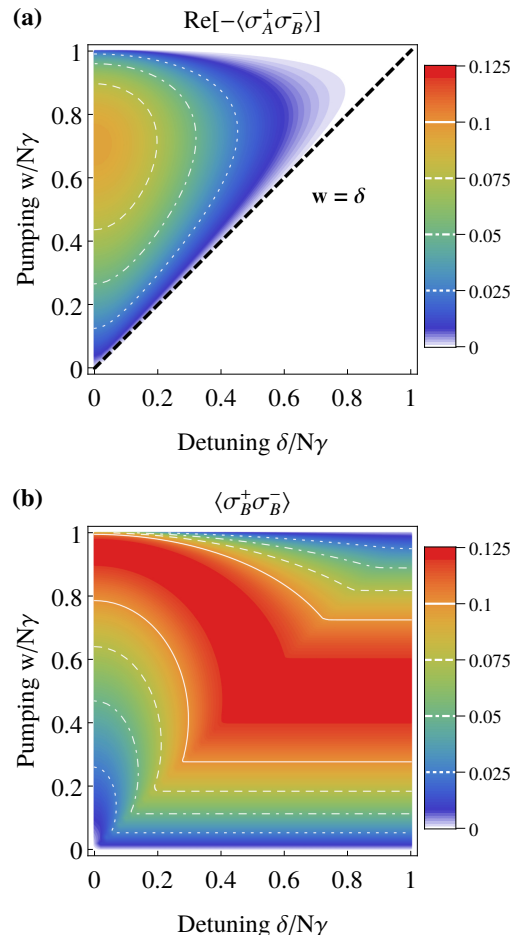 (a)
Re[-⟨σ_A^+ σ_B^-⟩]
Pumping w/Nγ
1
0.8
0.6
0.4
0.2
0
w = δ
0 0.2 0.4 0.6 0.8 1
Detuning δ/Nγ
0.125
0.1
0.075
0.05
0.025
0
(b)
⟨σ_B^+ σ_B^-⟩
Pumping w/Nγ
1
0.8
0.6
0.4
0.2
0
0 0.2 0.4 0.6 0.8 1
Detuning δ/Nγ
0.125
0.1
0.075
0.05
0.025
0